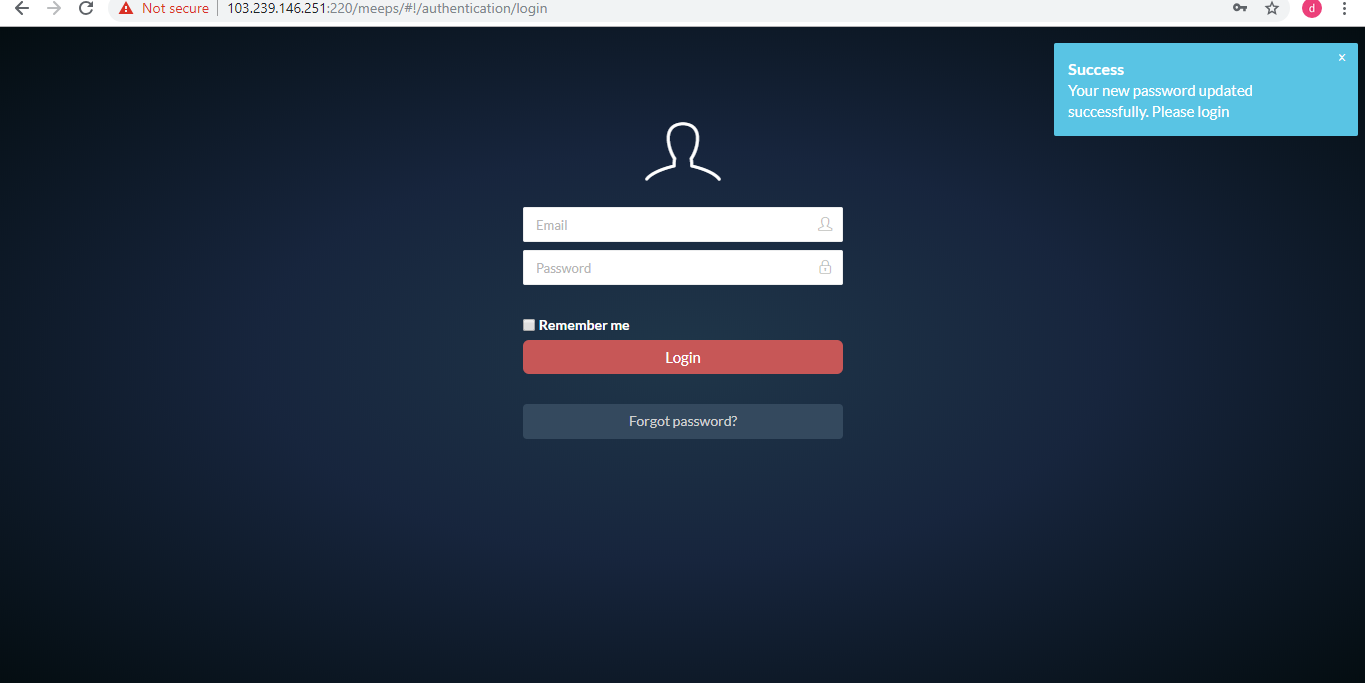 Not secure | 103.239.146.251:220/meeps/#!/authentication/login
d
x
Success
Your new password updated
successfully. Please login
Email
Password
Remember me
Login
Forgot password?